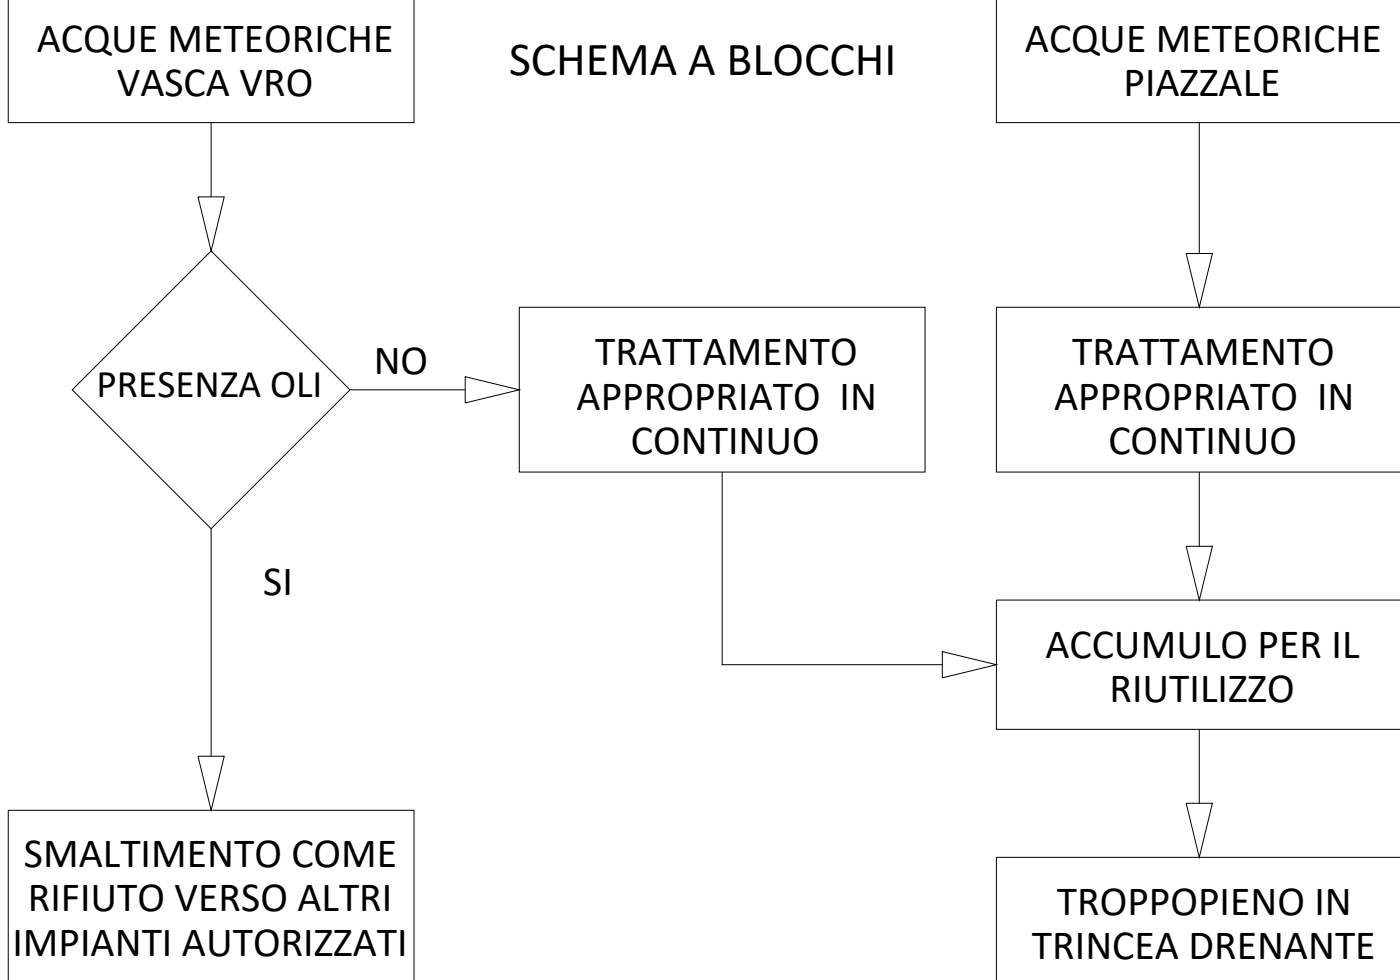 ACQUE METEORICHE
VASCA VRO
SCHEMA A BLOCCHI
ACQUE METEORICHE
PIAZZALE
PRESENZA OLI
NO
TRATTAMENTO
APPROPRIATO IN
CONTINUO
TRATTAMENTO
APPROPRIATO IN
CONTINUO
SI
ACCUMULO PER IL
RIUTILIZZO
SMALTIMENTO COME
RIFIUTO VERSO ALTRI
IMPIANTI AUTORIZZATI
TROPPOPIENO IN
TRINCEA DRENANTE